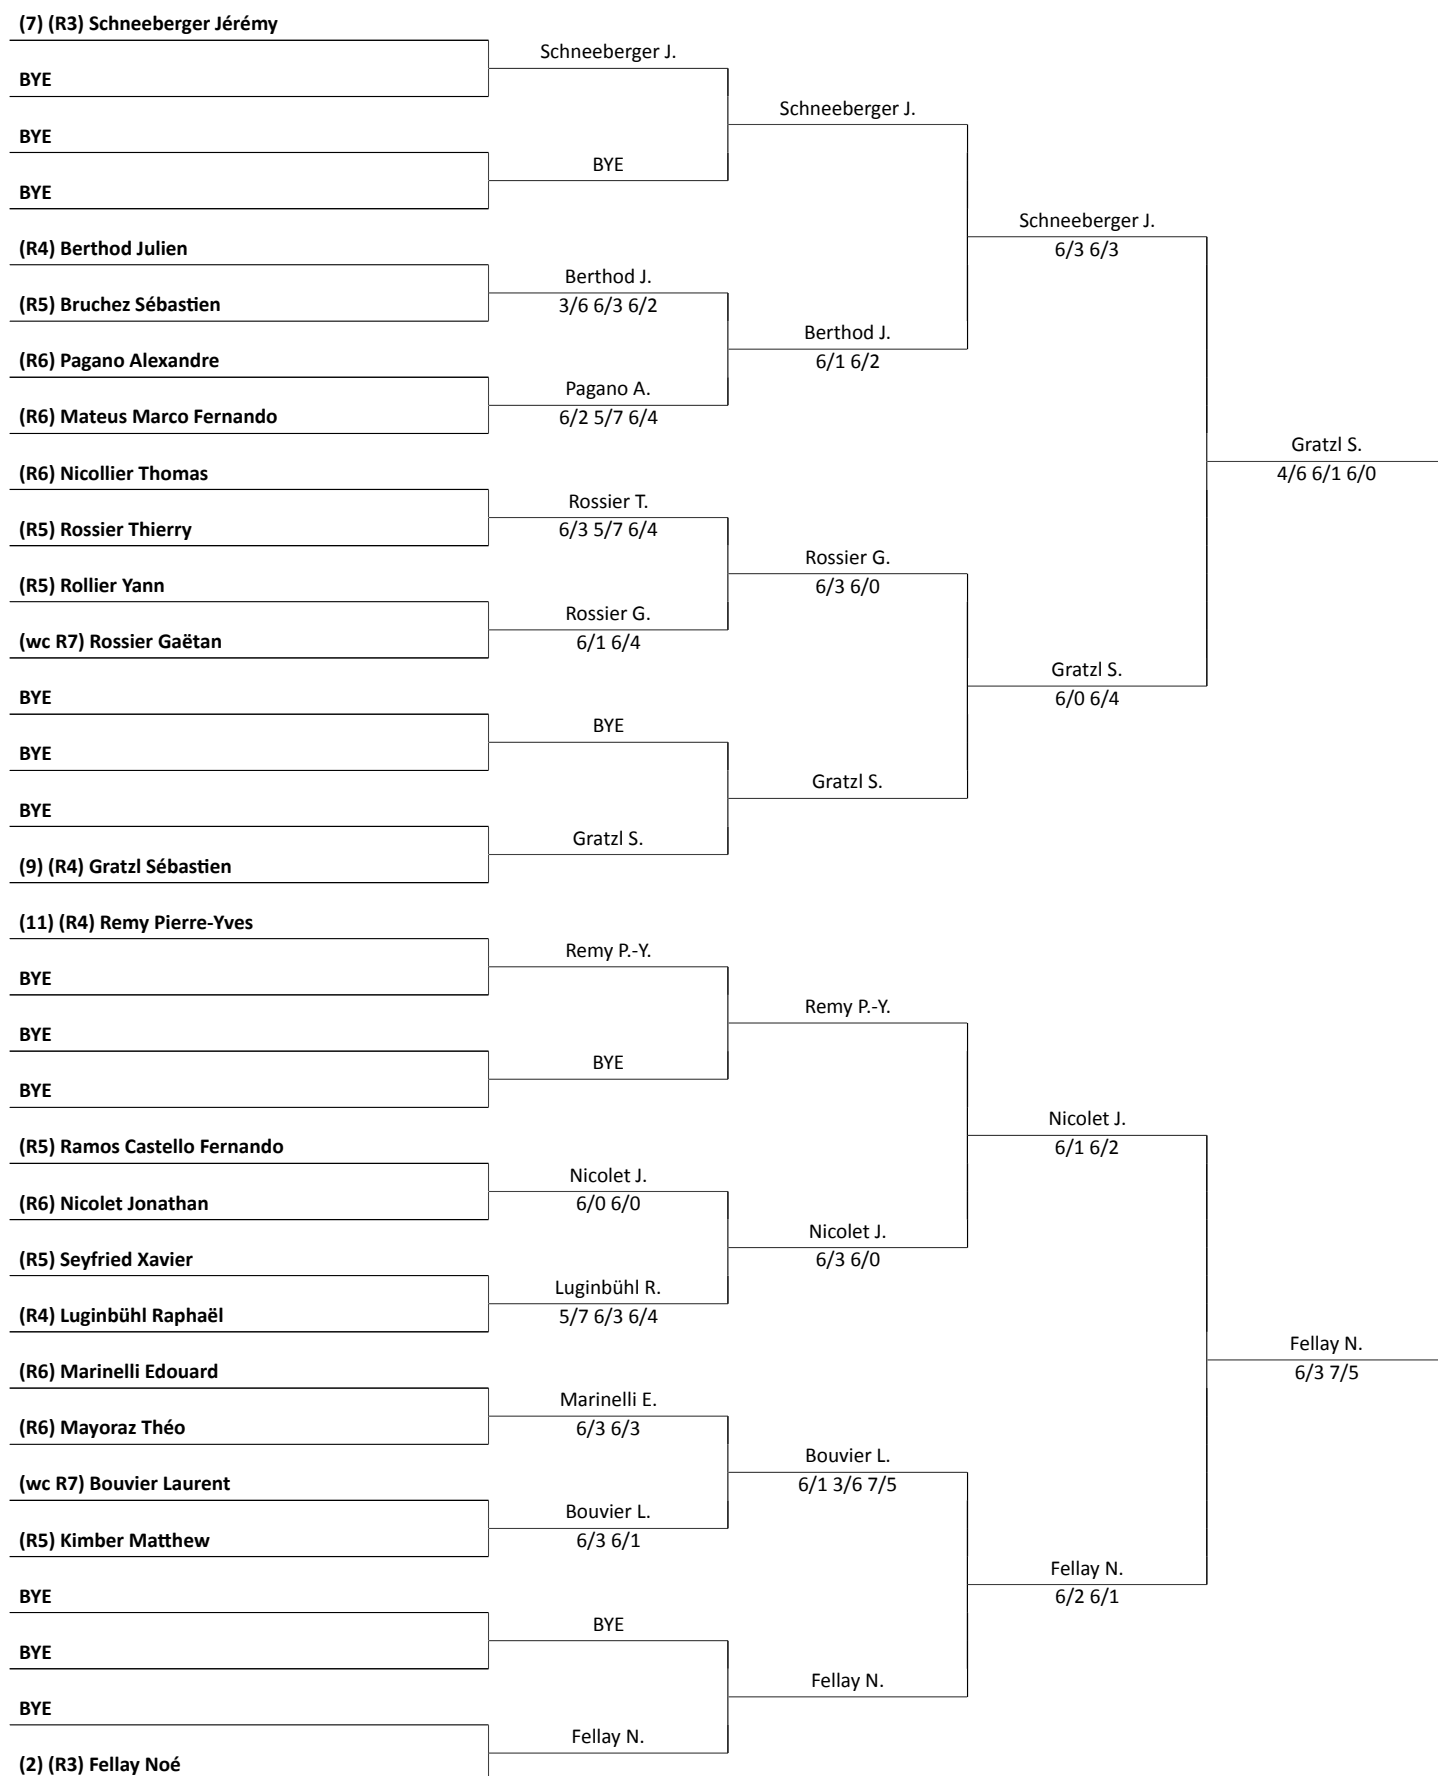 (7) (R3) Schneeberger Jérémy
Schneeberger J.
BYE
Schneeberger J.
BYE
BYE
BYE
Schneeberger J.
6/3 6/3
(R4) Berthod Julien
Berthod J.
3/6 6/3 6/2
(R5) Bruchez Sébastien
Berthod J.
6/1 6/2
(R6) Pagano Alexandre
Pagano A.
6/2 5/7 6/4
(R6) Mateus Marco Fernando
Gratzl S.
4/6 6/1 6/0
(R6) Nicollier Thomas
Rossier T.
6/3 5/7 6/4
(R5) Rossier Thierry
Rossier G.
6/3 6/0
(R5) Rollier Yann
Rossier G.
6/1 6/4
(wc R7) Rossier Gaëtan
Gratzl S.
6/0 6/4
BYE
BYE
BYE
Gratzl S.
BYE
Gratzl S.
(9) (R4) Gratzl Sébastien
(11) (R4) Remy Pierre-Yves
Remy P.-Y.
BYE
Remy P.-Y.
BYE
BYE
BYE
Nicolet J.
6/1 6/2
(R5) Ramos Castello Fernando
Nicolet J.
6/0 6/0
(R6) Nicolet Jonathan
Nicolet J.
6/3 6/0
(R5) Seyfried Xavier
Luginbühl R.
5/7 6/3 6/4
(R4) Luginbühl Raphaël
Fellay N.
6/3 7/5
(R6) Marinelli Edouard
Marinelli E.
6/3 6/3
(R6) Mayoraz Théo
Bouvier L.
6/1 3/6 7/5
(wc R7) Bouvier Laurent
Bouvier L.
6/3 6/1
(R5) Kimber Matthew
Fellay N.
6/2 6/1
BYE
BYE
BYE
Fellay N.
BYE
Fellay N.
(2) (R3) Fellay Noé